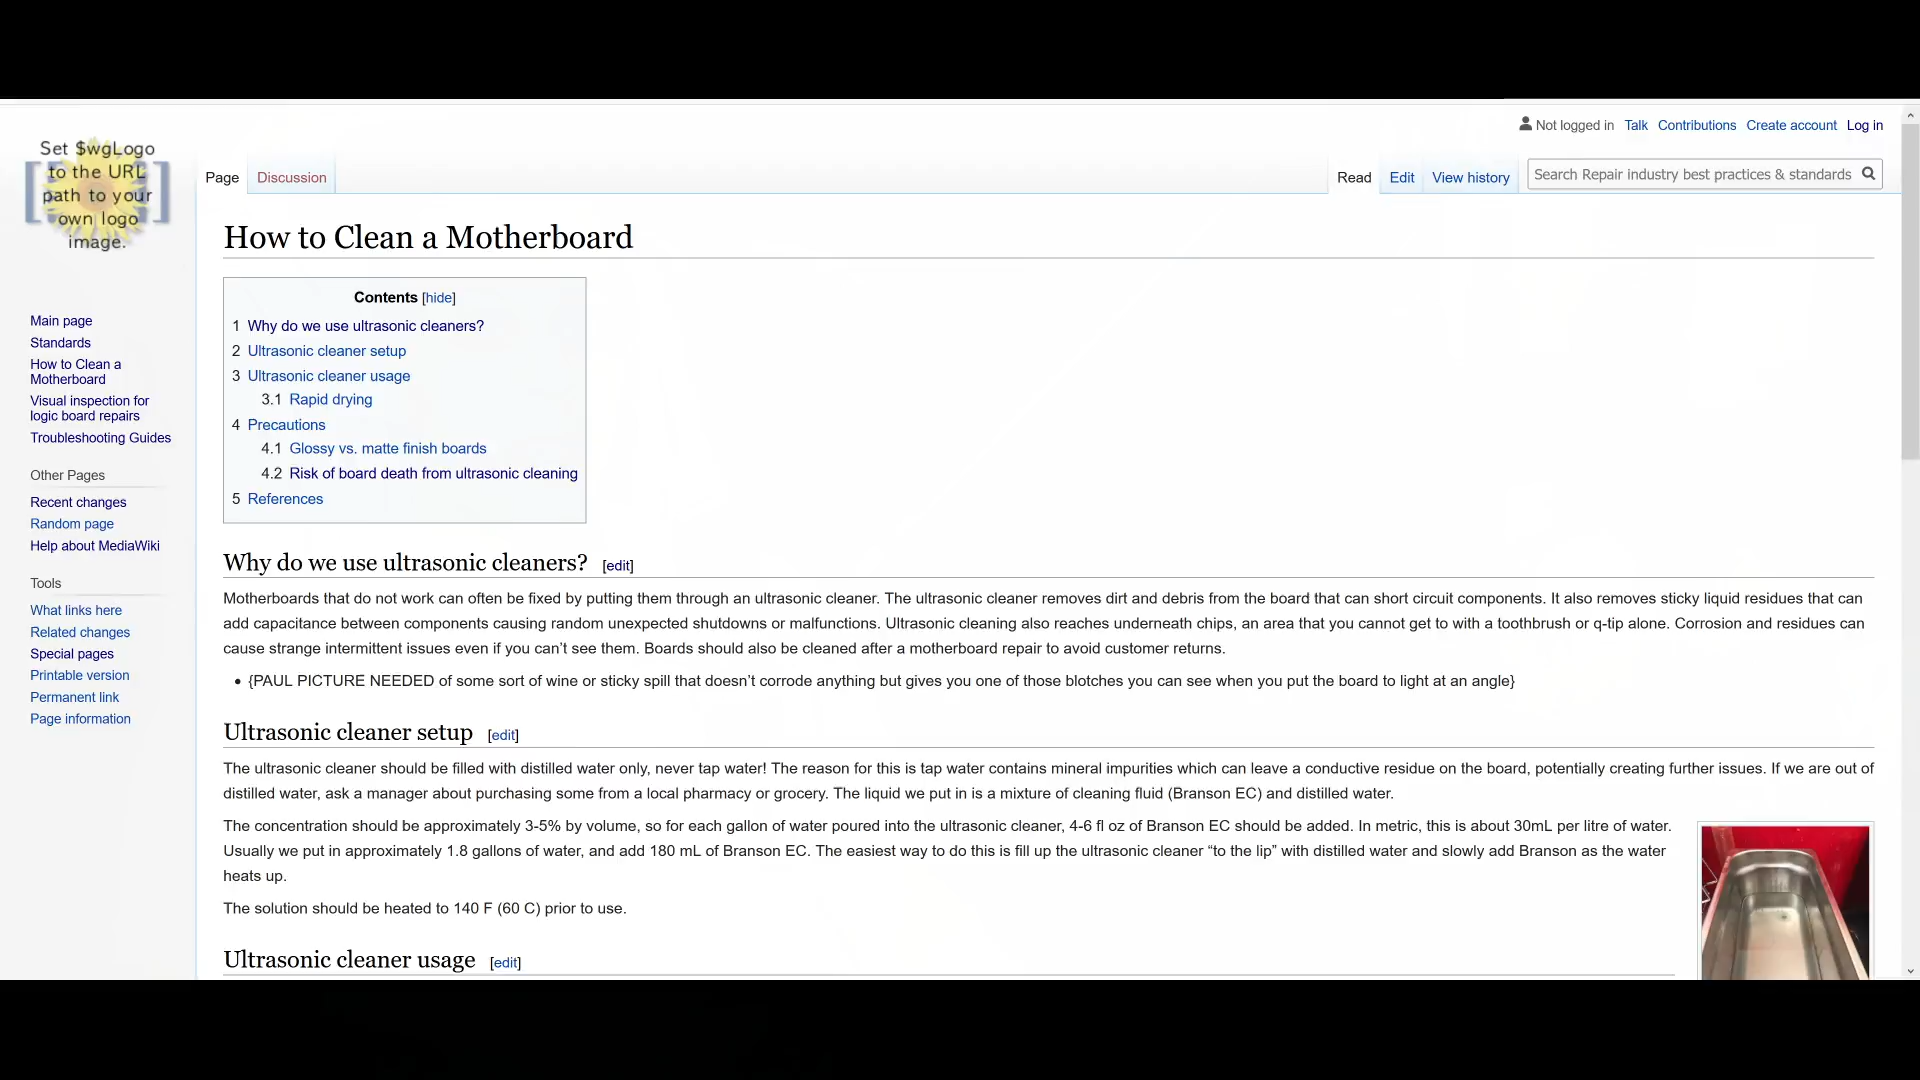 Not logged in Talk Contributions Create account Log in
Set $wgLogo
to the URL
path to your
own logo
image.
Page Discussion Read Edit View history Search Repair industry best practices & standards
How to Clean a Motherboard
Contents [hide]
1 Why do we use ultrasonic cleaners?
2 Ultrasonic cleaner setup
3 Ultrasonic cleaner usage
3.1 Rapid drying
4 Precautions
4.1 Glossy vs. matte finish boards
4.2 Risk of board death from ultrasonic cleaning
5 References
Main page
Standards
How to Clean a
Motherboard
Visual inspection for
logic board repairs
Troubleshooting Guides
Other Pages
Recent changes
Random page
Help about MediaWiki
Tools
What links here
Related changes
Special pages
Printable version
Permanent link
Page information
Why do we use ultrasonic cleaners? [edit]
Motherboards that do not work can often be fixed by putting them through an ultrasonic cleaner. The ultrasonic cleaner removes dirt and debris from the board that can short circuit components. It also removes sticky liquid residues that can
add capacitance between components causing random unexpected shutdowns or malfunctions. Ultrasonic cleaning also reaches underneath chips, an area that you cannot get to with a toothbrush or q-tip alone. Corrosion and residues can
cause strange intermittent issues even if you can’t see them. Boards should also be cleaned after a motherboard repair to avoid customer returns.
• {PAUL PICTURE NEEDED of some sort of wine or sticky spill that doesn’t corrode anything but gives you one of those blotches you can see when you put the board to light at an angle}
Ultrasonic cleaner setup [edit]
The ultrasonic cleaner should be filled with distilled water only, never tap water! The reason for this is tap water contains mineral impurities which can leave a conductive residue on the board, potentially creating further issues. If we are out of
distilled water, ask a manager about purchasing some from a local pharmacy or grocery. The liquid we put in is a mixture of cleaning fluid (Branson EC) and distilled water.
The concentration should be approximately 3-5% by volume, so for each gallon of water poured into the ultrasonic cleaner, 4-6 fl oz of Branson EC should be added. In metric, this is about 30mL per litre of water.
Usually we put in approximately 1.8 gallons of water, and add 180 mL of Branson EC. The easiest way to do this is fill up the ultrasonic cleaner “to the lip” with distilled water and slowly add Branson as the water
heats up.
The solution should be heated to 140 F (60 C) prior to use.
Ultrasonic cleaner usage [edit]